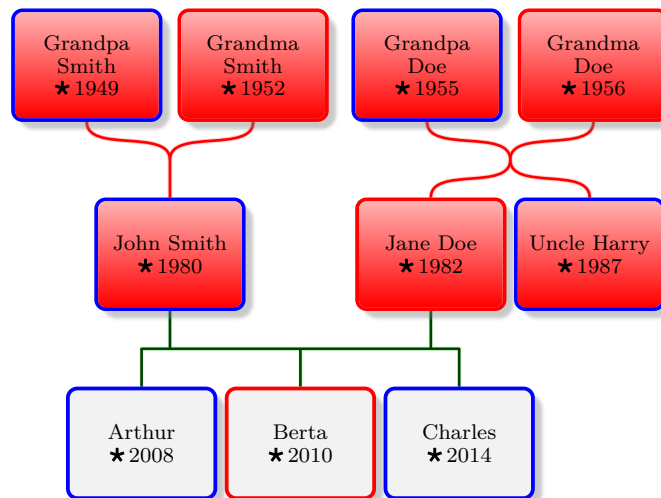 Grandpa
Smith
★1949
Grandma
Smith
★1952
Grandpa
Doe
★1955
Grandma
Doe
★1956
John Smith
★1980
Jane Doe
★1982
Uncle Harry
★1987
Arthur
★2008
Berta
★2010
Charles
★2014